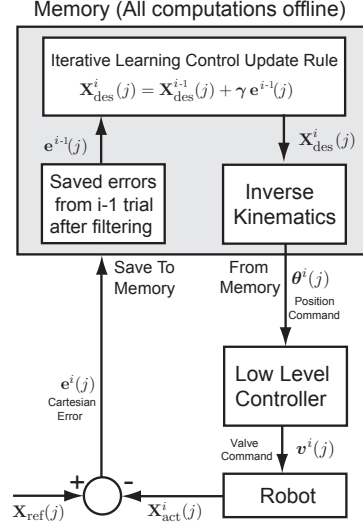 Memory (All computations offline)
Iterative Learning Control Update Rule
X^i_des(j) = X^{i-1}_des(j) + γ e^{i-1}(j)
e^{i-1}(j)
X^i_des(j)
Saved errors
from i-1 trial
after filtering
Inverse
Kinematics
Save To
Memory
From
Memory
θ^i(j)
Position
Command
e^i(j)
Cartesian
Error
Low Level
Controller
Valve
Command
v^i(j)
+
-
X_ref(j)
X^i_act(j)
Robot